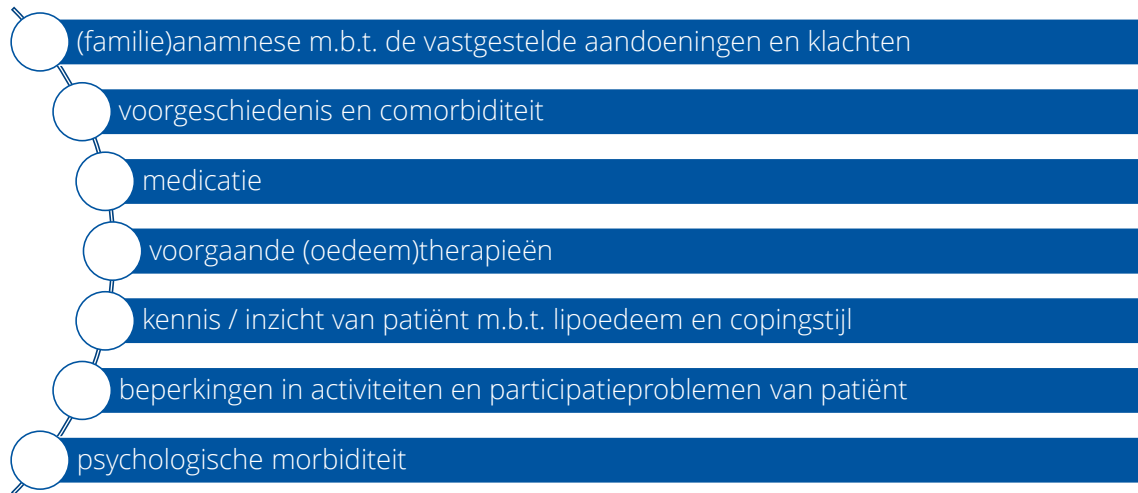 (familie)anamnese m.b.t. de vastgestelde aandoeningen en klachten
voorgeschiedenis en comorbiditeit
medicatie
voorgaande (oedeem)therapieën
kennis / inzicht van patiënt m.b.t. lipoedeem en copingstijl
beperkingen in activiteiten en participatieproblemen van patiënt
psychologische morbiditeit